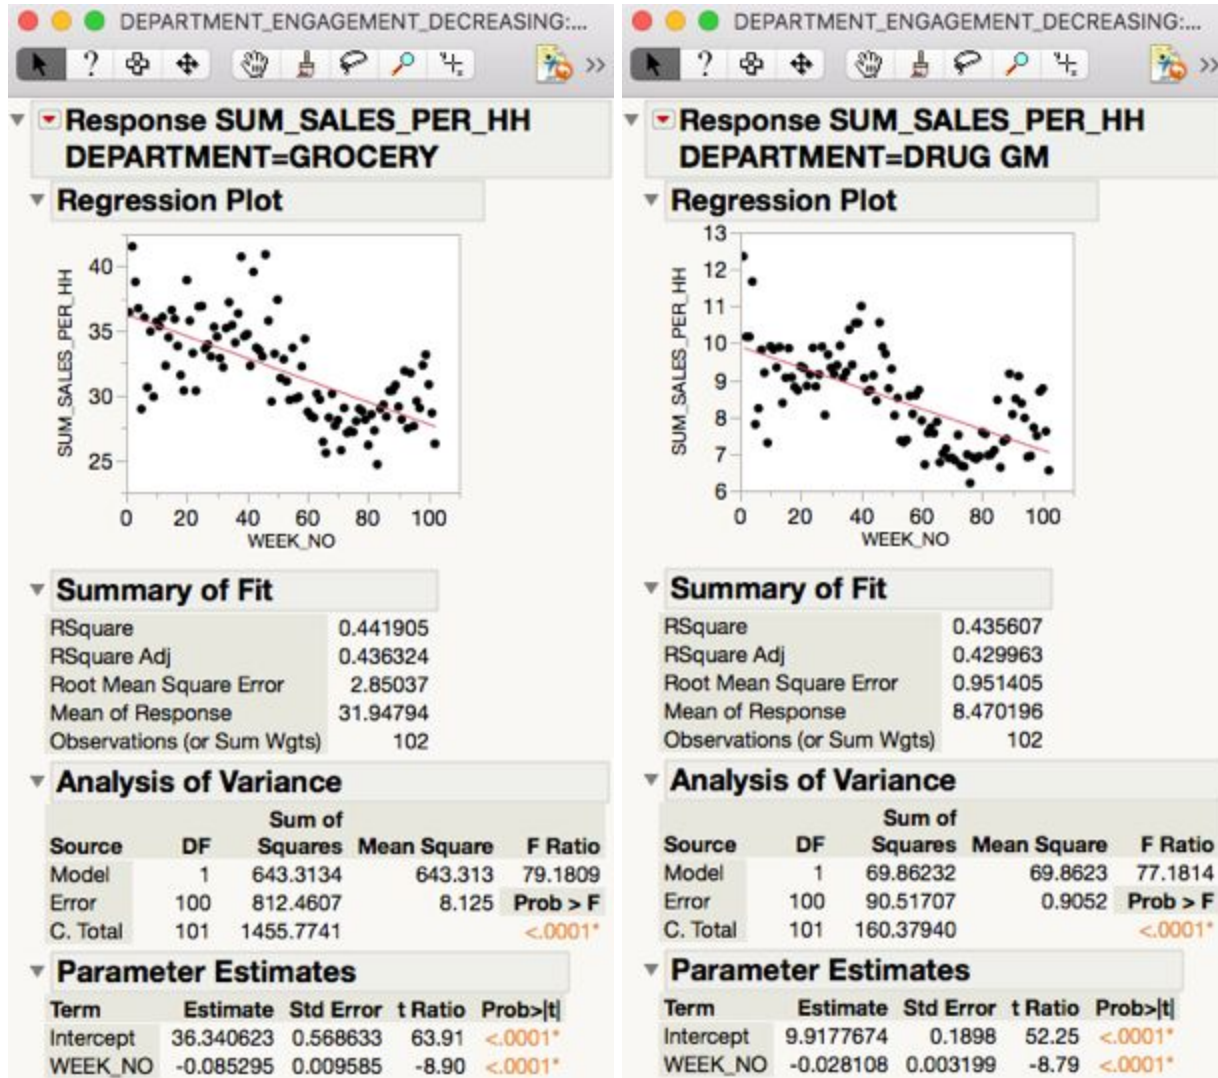 DEPARTMENT_ENGAGEMENT_DECREASING:...
?
»
Response SUM_SALES_PER_HH
DEPARTMENT=GROCERY
Regression Plot
SUM_SALES_PER_HH
40
35
30
25
0 20 40 60 80 100
WEEK_NO
Summary of Fit
RSquare 0.441905
RSquare Adj 0.436324
Root Mean Square Error 2.85037
Mean of Response 31.94794
Observations (or Sum Wgts) 102
Analysis of Variance
Sum of
Source DF Squares Mean Square F Ratio
Model 1 643.3134 643.313 79.1809
Error 100 812.4607 8.125 Prob > F
C. Total 101 1455.7741 <.0001*
Parameter Estimates
Term Estimate Std Error t Ratio Prob>|t|
Intercept 36.340623 0.568633 63.91 <.0001*
WEEK_NO -0.085295 0.009585 -8.90 <.0001*
DEPARTMENT_ENGAGEMENT_DECREASING:...
?
»
Response SUM_SALES_PER_HH
DEPARTMENT=DRUG GM
Regression Plot
SUM_SALES_PER_HH
13
12
11
10
9
8
7
6
0 20 40 60 80 100
WEEK_NO
Summary of Fit
RSquare 0.435607
RSquare Adj 0.429963
Root Mean Square Error 0.951405
Mean of Response 8.470196
Observations (or Sum Wgts) 102
Analysis of Variance
Sum of
Source DF Squares Mean Square F Ratio
Model 1 69.86232 69.8623 77.1814
Error 100 90.51707 0.9052 Prob > F
C. Total 101 160.37940 <.0001*
Parameter Estimates
Term Estimate Std Error t Ratio Prob>|t|
Intercept 9.9177674 0.1898 52.25 <.0001*
WEEK_NO -0.028108 0.003199 -8.79 <.0001*